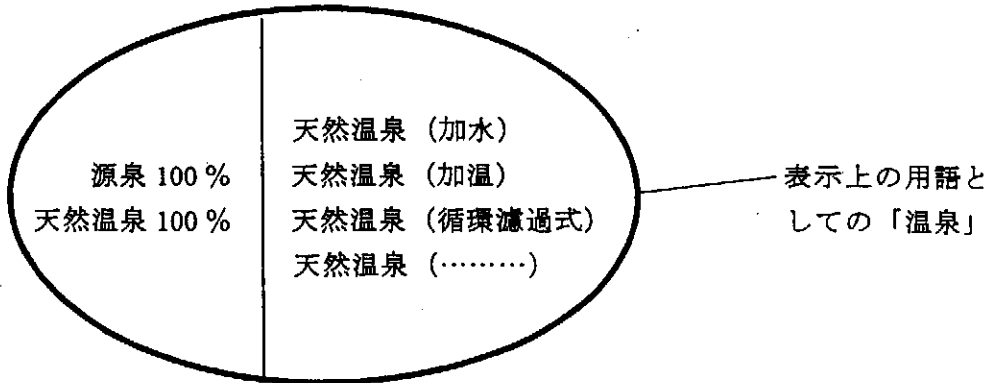 源泉 100 %
天然温泉 100 %
天然温泉 (加水)
天然温泉 (加温)
天然温泉 (循環濾過式)
天然温泉 (………)
表示上の用語と
しての「温泉」